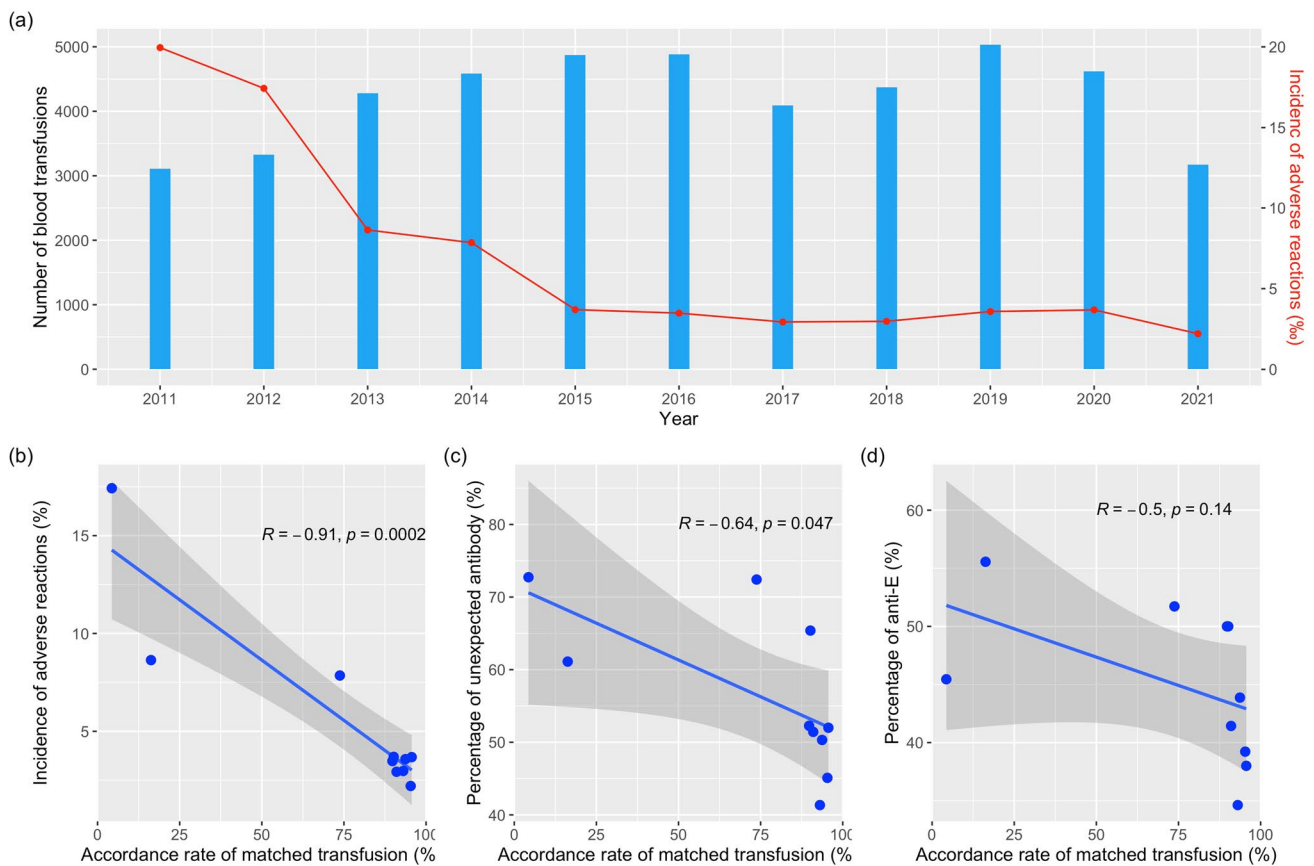 (a)
5000
4000
3000
2000
1000
0
Number of blood transfusions
20
15
10
5
0
Incidenc of adverse reactions (‰)
2011 2012 2013 2014 2015 2016 2017 2018 2019 2020 2021
Year
(b)
Incidence of adverse reactions (%)
15
10
5
R = −0.91, p = 0.0002
0 25 50 75 100
Accordance rate of matched transfusion (%
(c)
Percentage of unexpected antibody (%)
80
70
60
50
40
R = −0.64, p = 0.047
0 25 50 75 100
Accordance rate of matched transfusion (%
(d)
Percentage of anti-E (%)
60
50
40
R = −0.5, p = 0.14
0 25 50 75 100
Accordance rate of matched transfusion (%